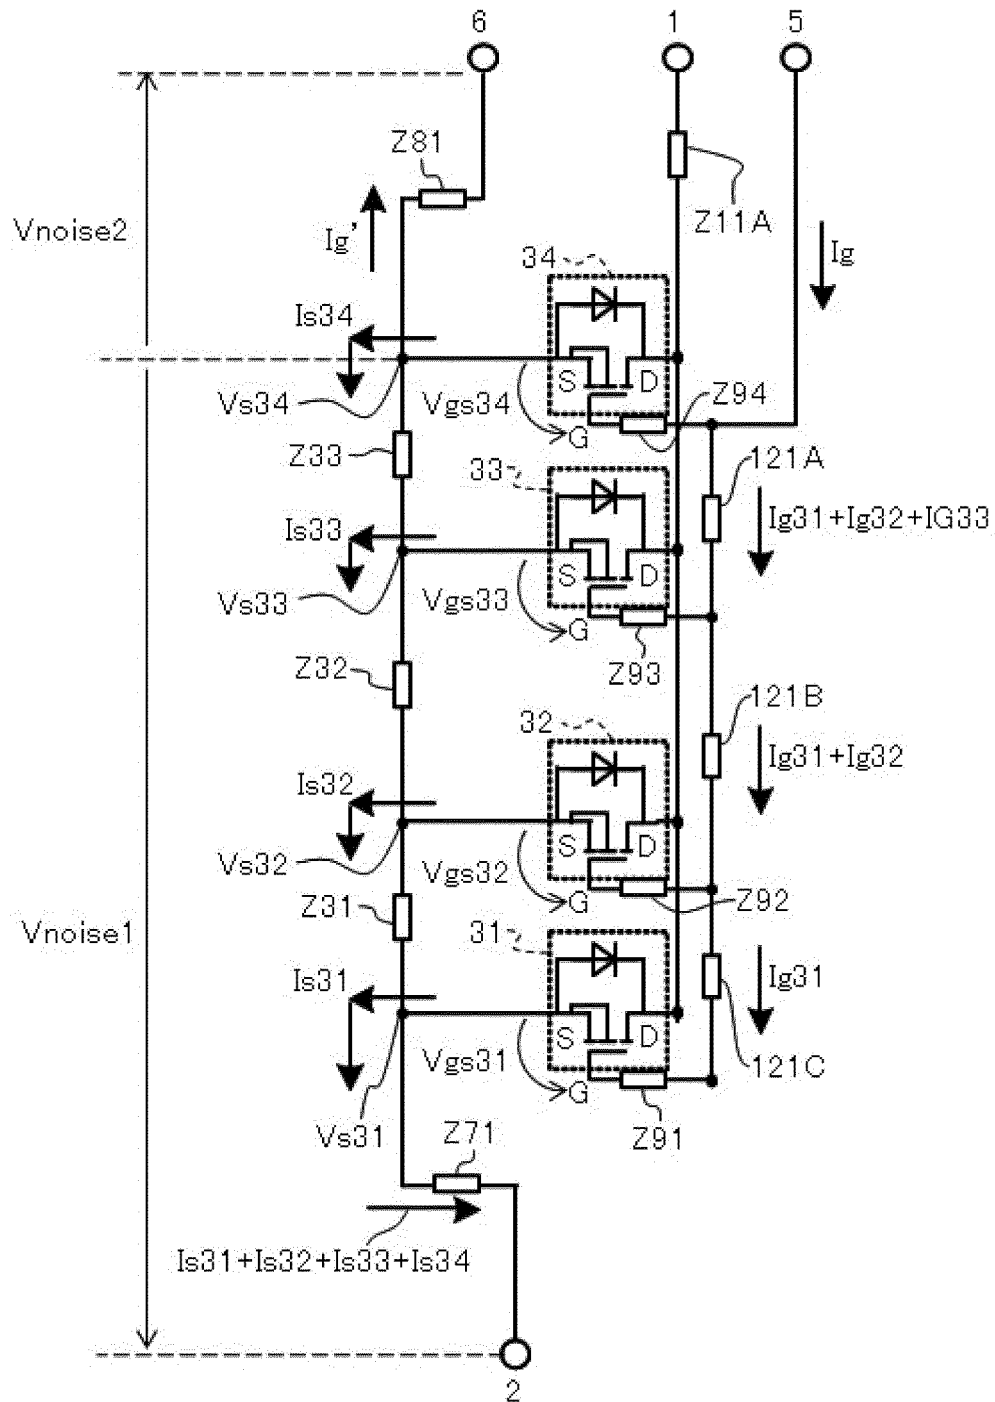 6
1
5
Z81
Z11A
Vnoise2
Ig'
Ig
34
Is34
S
D
Z94
Vs34
Vgs34
G
Z33
33
121A
Is33
Ig31+Ig32+IG33
S
D
Vs33
Vgs33
G
Z93
Z32
121B
32
Ig31+Ig32
Is32
S
D
Vs32
Vgs32
G
Z92
Z31
Vnoise1
31
Is31
Ig31
S
D
Vgs31
121C
G
Vs31
Z71
Z91
Is31+Is32+Is33+Is34
2